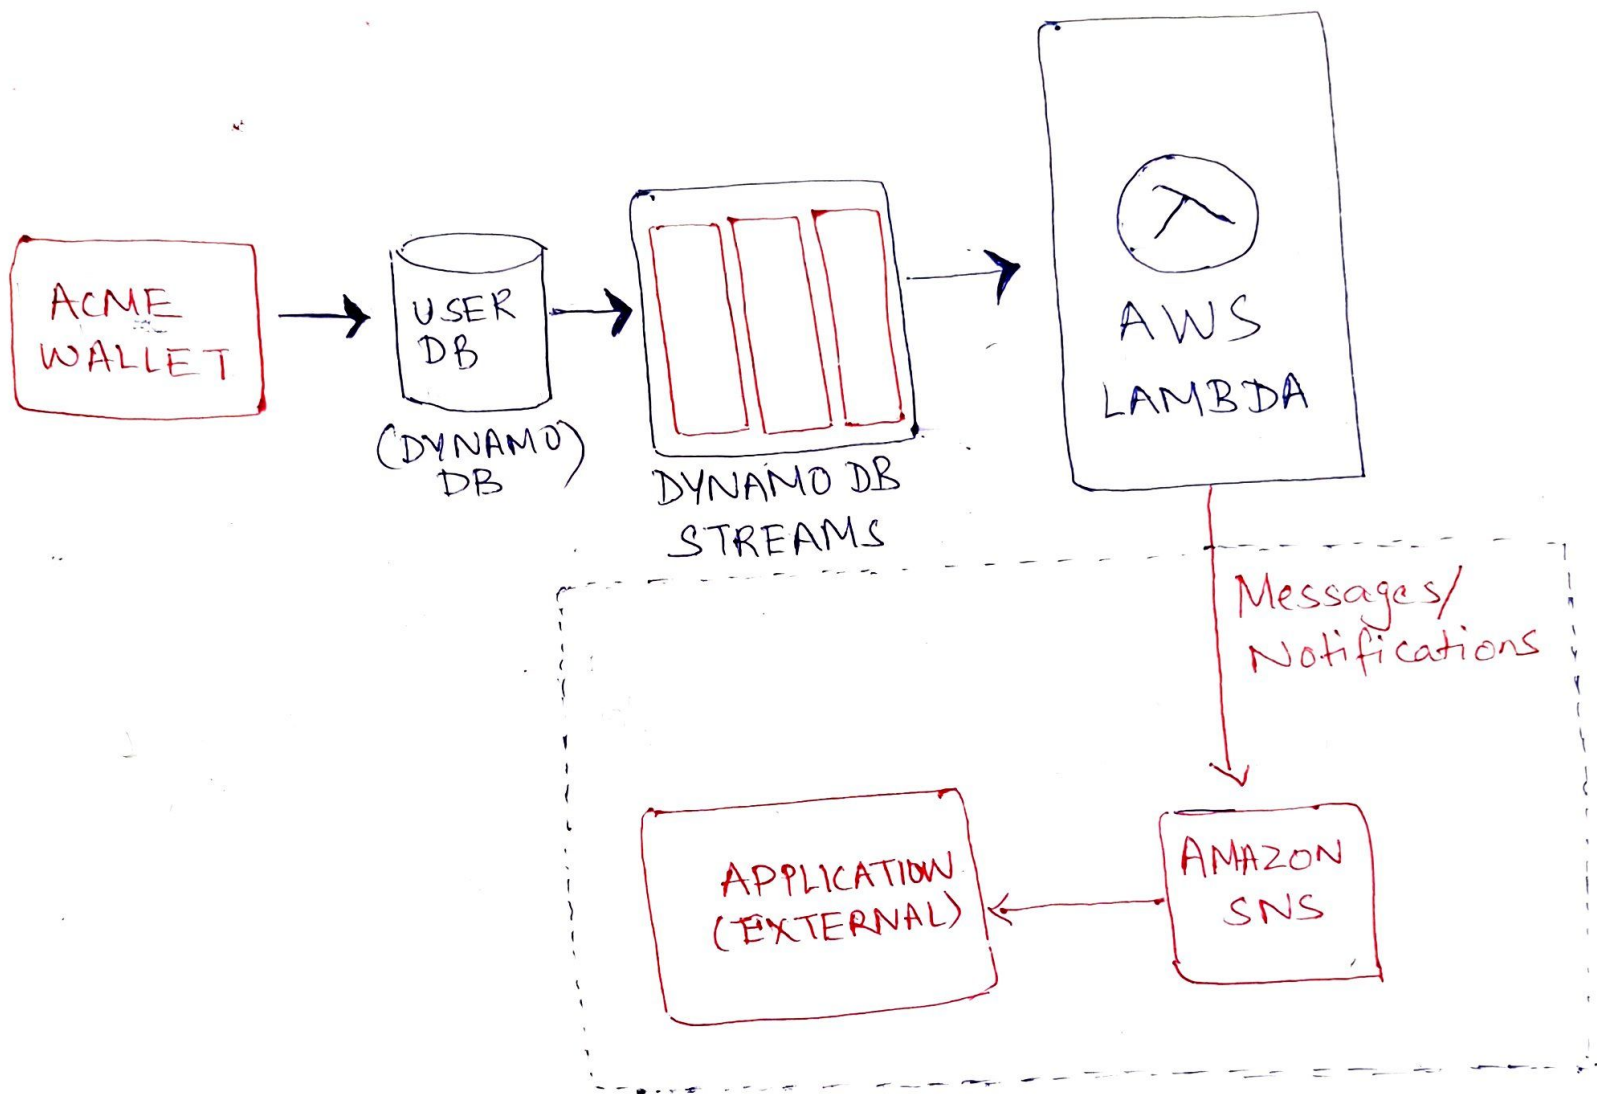 ACME
WALLET
USER
DB
(DYNAMO)
DB
DYNAMO DB
STREAMS
λ
AWS
LAMBDA
Messages/
Notifications
AMAZON
SNS
APPLICATION
(EXTERNAL)